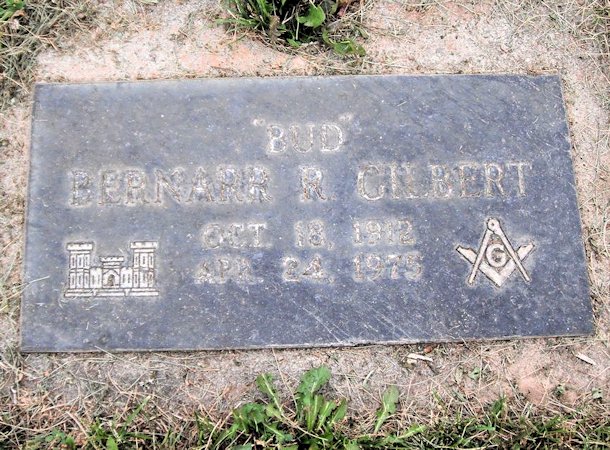 "BUD"
BERNARR R GILBERT
OCT. 18, 1912
APR. 24, 1975
G